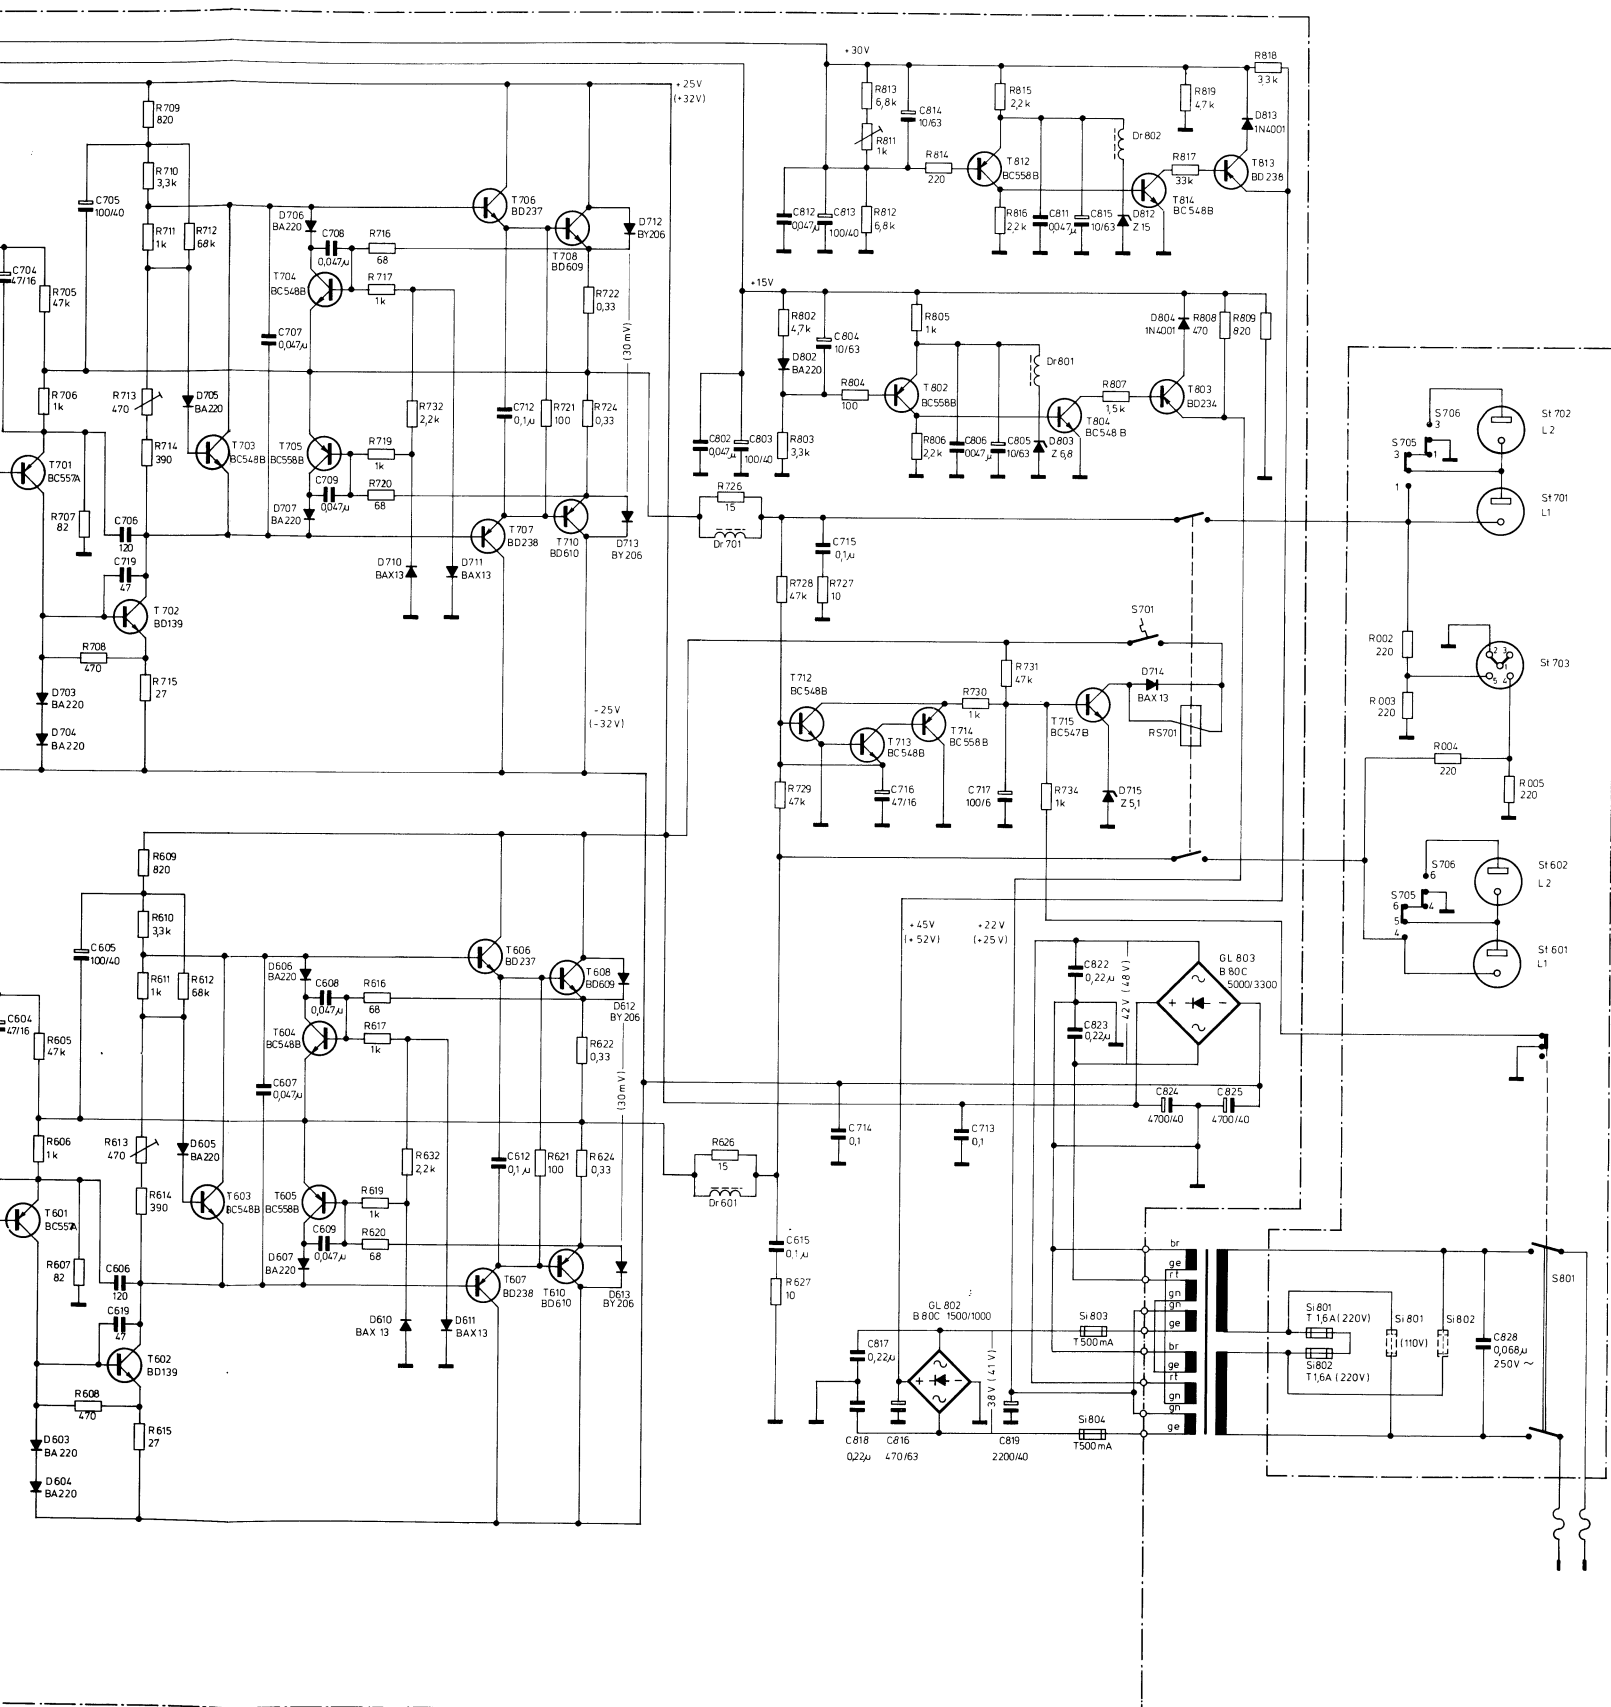 +30V
+25V
(+32V)
R709
820
R710
3,3k
C705
100/40
R711
1k
R712
68k
C704
47/16
R705
47k
D706
BA220
C708
0,047µ
R716
68
T704
BC548B
R717
1k
C707
0,047µ
T706
BD237
T708
BD609
D712
BY206
R722
0,33
(30mV)
R706
1k
R713
470
D705
BA220
R714
390
T703
BC548B
T705
BC558B
R719
1k
R732
2,2k
C712
0,1µ
R721
100
R724
0,33
T701
BC557A
R707
82
C706
120
C719
47
C709
0,047µ
R720
68
D707
BA220
T707
BD238
T710
BD610
D713
BY206
D710
BAX13
D711
BAX13
T702
BD139
R708
470
R715
27
D703
BA220
D704
BA220
-25V
(-32V)
R813
6,8k
R811
1k
C814
10/63
R814
220
R815
2,2k
T812
BC558B
Dr802
R819
4,7k
R818
3,3k
D813
1N4001
R817
33k
T813
BD238
T814
BC548B
C812
0,047µ
C813
100/40
R812
6,8k
R816
2,2k
C811
0,047µ
C815
10/63
D812
Z15
+15V
R802
4,7k
C804
10/63
D802
BA220
R804
100
R805
1k
T802
BC558B
Dr801
D804
1N4001
R808
470
R809
820
R807
1,5k
T803
BD234
T804
BC548B
C802
0,047µ
C803
100/40
R803
3,3k
R806
2,2k
C806
0047µ
C805
10/63
D803
Z6,8
R726
15
Dr701
C715
0,1µ
R728
47k
R727
10
S701
T712
BC548B
R731
47k
R730
1k
D714
BAX13
T713
BC548B
T714
BC558B
T715
BC547B
RS701
R729
47k
C716
47/16
C717
100/6
R734
1k
D715
Z5,1
S706
3
S705
3
1
1
St702
L2
St701
L1
R002
220
R003
220
St703
2
3
1
5
4
R004
220
R005
220
S706
6
S705
6
5
4
4
St602
L2
St601
L1
R609
820
R610
3,3k
C605
100/40
R611
1k
R612
68k
C604
47/16
R605
47k
D606
BA220
C608
0,047µ
R616
68
T604
BC548B
R617
1k
C607
0,047µ
T606
BD237
T608
BD609
D612
BY206
R622
0,33
(30mV)
R606
1k
R613
470
D605
BA220
R614
390
T603
BC548B
T605
BC558B
R619
1k
R632
2,2k
C612
0,1µ
R621
100
R624
0,33
T601
BC557A
R607
82
C606
120
C619
47
C609
0,047µ
R620
68
D607
BA220
T607
BD238
T610
BD610
D613
BY206
D610
BAX13
D611
BAX13
T602
BD139
R608
470
R615
27
D603
BA220
D604
BA220
+45V
(+52V)
+22V
(+25V)
C822
0,22µ
C823
0,22µ
42V (48V)
GL 803
B80C
5000/3300
C824
4700/40
C825
4700/40
C714
0,1
C713
0,1
R626
15
Dr601
C615
0,1µ
R627
10
GL 802
B80C 1500/1000
C817
0,22µ
38V (41V)
Si803
T500mA
Si804
T500mA
C818
0,22µ
C816
470/63
C819
2200/40
br
ge
rt
gn
gn
ge
br
ge
rt
gn
gn
ge
Si801
T1,6A(220V)
Si802
T1,6A(220V)
Si801
(110V)
Si802
C828
0,068µ
250V~
S801